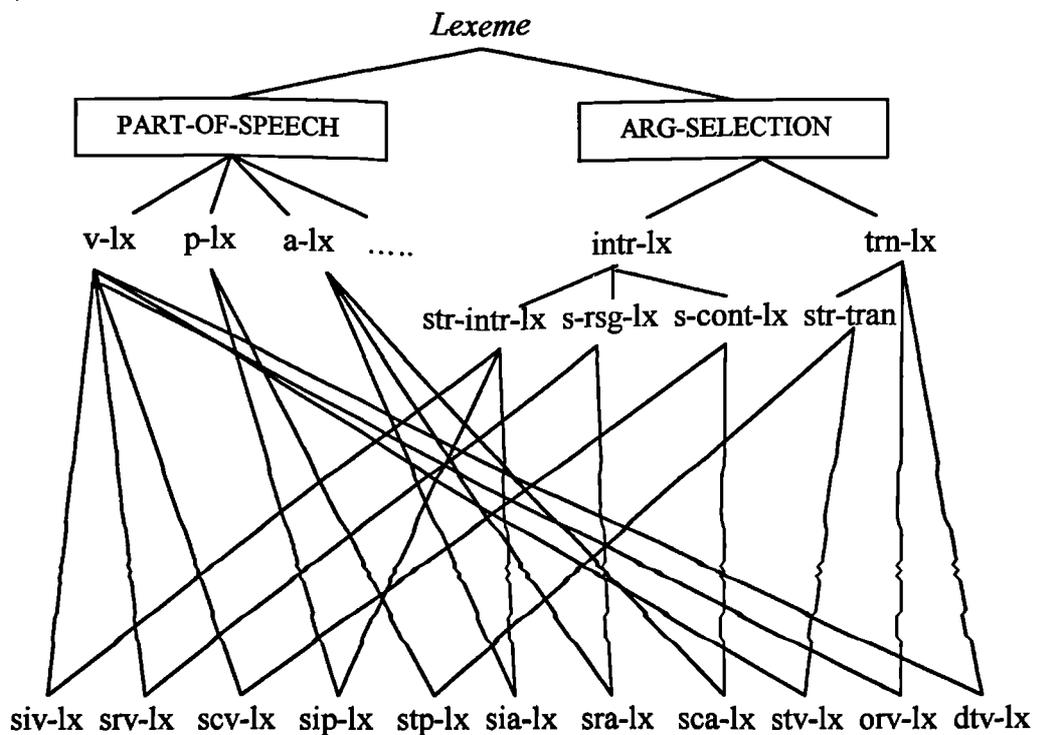 Lexeme
PART-OF-SPEECH ARG-SELECTION
v-lx p-lx a-lx ..... intr-lx trn-lx
str-intr-lx s-rsg-lx s-cont-lx str-tran
siv-lx srv-lx scv-lx sip-lx stp-lx sia-lx sra-lx sca-lx stv-lx orv-lx dtv-lx